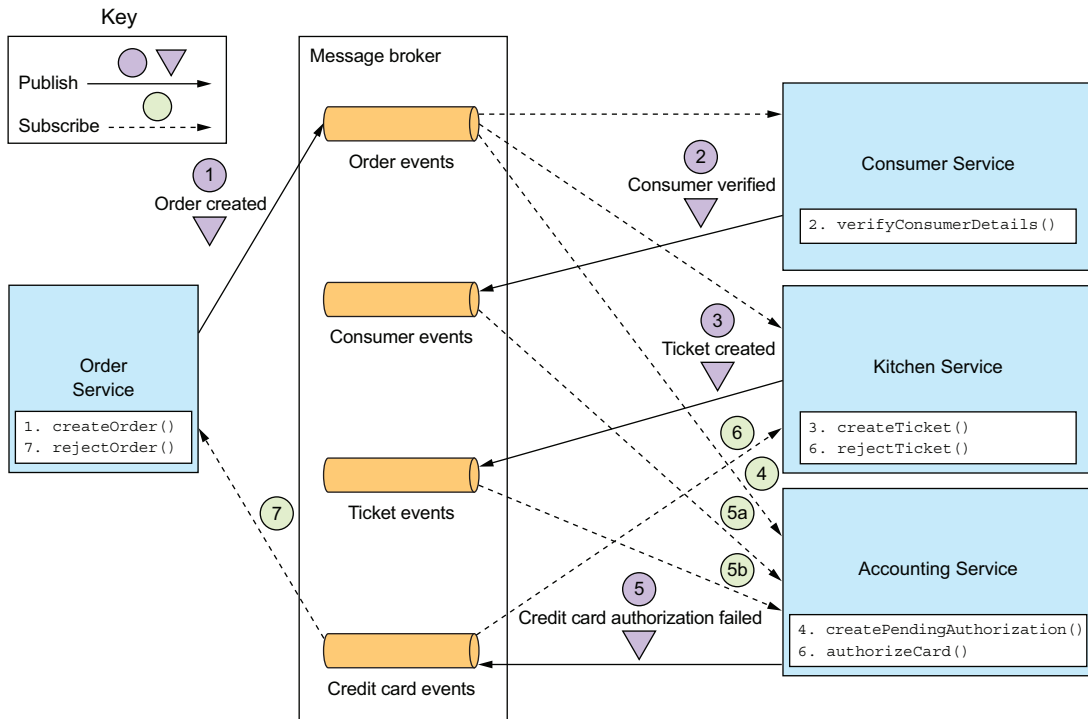 Key
Publish
Subscribe
Message broker
Order events
Consumer events
Ticket events
Credit card events
1
Order created
2
Consumer verified
3
Ticket created
6
4
5a
5b
7
5
Credit card authorization failed
Order
Service
1. createOrder()
7. rejectOrder()
Consumer Service
2. verifyConsumerDetails()
Kitchen Service
3. createTicket()
6. rejectTicket()
Accounting Service
4. createPendingAuthorization()
6. authorizeCard()